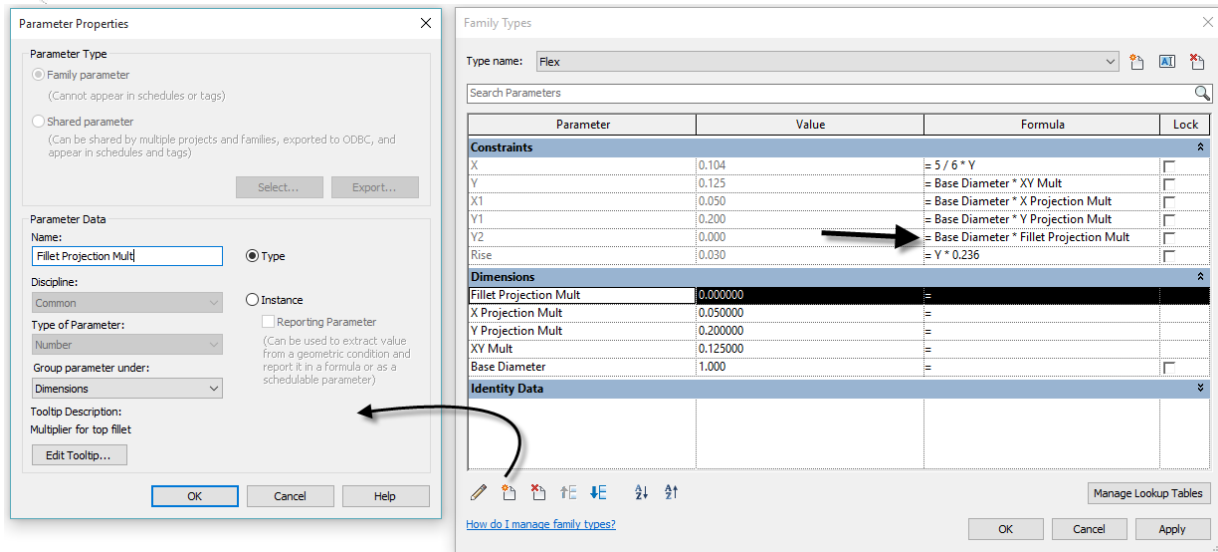 Parameter Properties
Parameter Type
Family parameter
(Cannot appear in schedules or tags)
Shared parameter
(Can be shared by multiple projects and families, exported to ODBC, and
appear in schedules and tags)
Select...
Export...
Parameter Data
Name:
Fillet Projection Mult
Type
Discipline:
Common
Instance
Type of Parameter:
Reporting Parameter
Number
(Can be used to extract value
from a geometric condition and
report it in a formula or as a
schedulable parameter)
Group parameter under:
Dimensions
Tooltip Description:
Multiplier for top fillet
Edit Tooltip...
OK Cancel Help
Family Types
Type name: Flex
Search Parameters
Parameter Value Formula Lock
Constraints
X 0.104 = 5 / 6 * Y
Y 0.125 = Base Diameter * XY Mult
X1 0.050 = Base Diameter * X Projection Mult
Y1 0.200 = Base Diameter * Y Projection Mult
Y2 0.000 = Base Diameter * Fillet Projection Mult
Rise 0.030 = Y * 0.236
Dimensions
Fillet Projection Mult 0.000000 =
X Projection Mult 0.050000 =
Y Projection Mult 0.200000 =
XY Mult 0.125000 =
Base Diameter 1.000 =
Identity Data
Manage Lookup Tables
How do I manage family types?
OK Cancel Apply